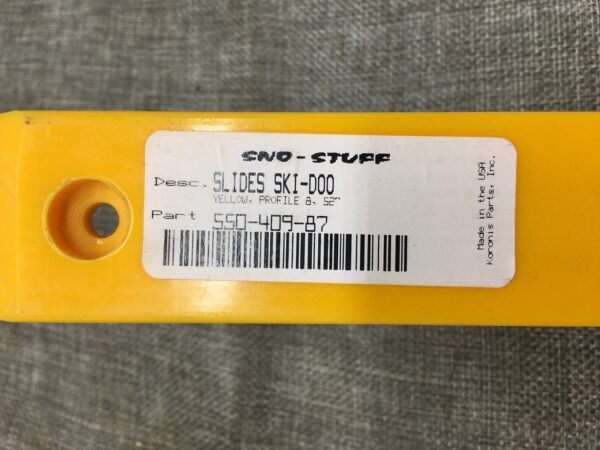 SNO-STUFF
Desc. SLIDES SKI-DOO
YELLOW, PROFILE 8, 52"
Part 550-409-87
Made in the USA
Koronis Parts, Inc.